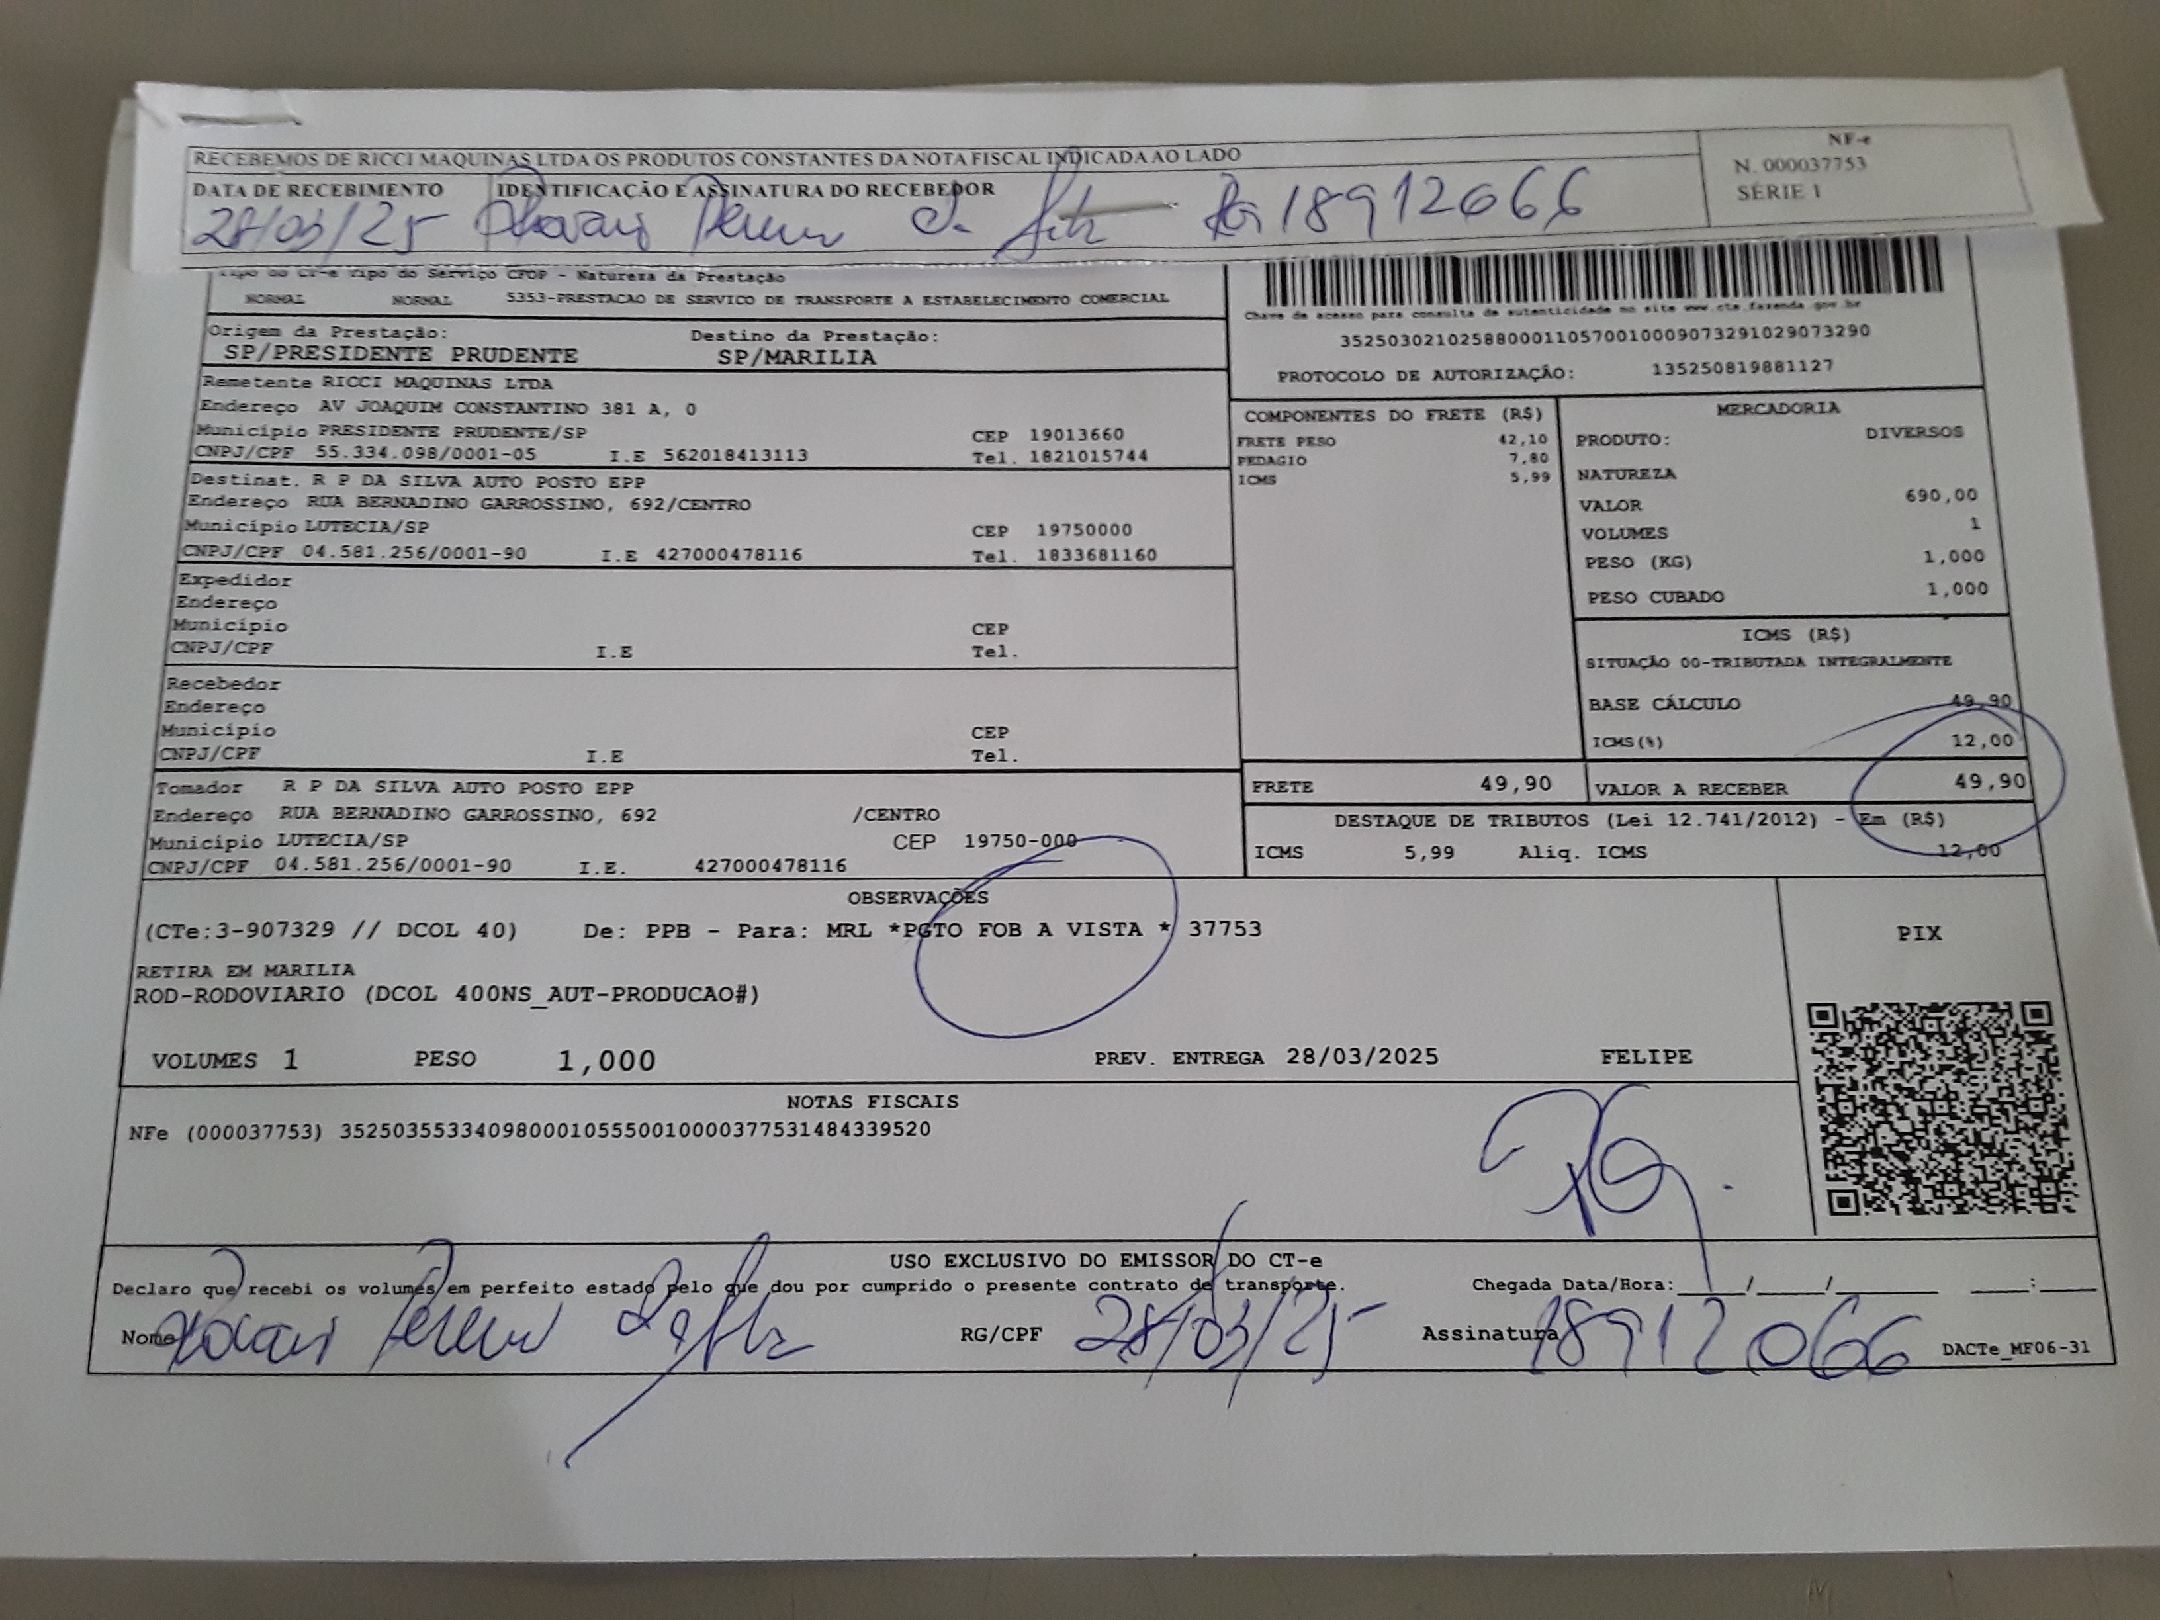 RECEBEMOS DE RICCI MAQUINAS LTDA OS PRODUTOS CONSTANTES DA NOTA FISCAL INDICADA AO LADO
NF-e
N. 000037753
SÉRIE 1
DATA DE RECEBIMENTO IDENTIFICAÇÃO E ASSINATURA DO RECEBEDOR
28/03/25 RG 18912066
Tipo do CT-e Tipo do Serviço CFOP - Natureza da Prestação
NORMAL NORMAL 5353-PRESTACAO DE SERVICO DE TRANSPORTE A ESTABELECIMENTO COMERCIAL
Origem da Prestação: Destino da Prestação:
SP/PRESIDENTE PRUDENTE SP/MARILIA
Remetente RICCI MAQUINAS LTDA
Endereço AV JOAQUIM CONSTANTINO 381 A, 0
Município PRESIDENTE PRUDENTE/SP CEP 19013660
CNPJ/CPF 55.334.098/0001-05 I.E 562018413113 Tel. 1821015744
Destinat. R P DA SILVA AUTO POSTO EPP
Endereço RUA BERNADINO GARROSSINO, 692/CENTRO
Município LUTECIA/SP CEP 19750000
CNPJ/CPF 04.581.256/0001-90 I.E 427000478116 Tel. 1833681160
Expedidor
Endereço
Município CEP
CNPJ/CPF I.E Tel.
Recebedor
Endereço
Município CEP
CNPJ/CPF I.E Tel.
Tomador R P DA SILVA AUTO POSTO EPP
Endereço RUA BERNADINO GARROSSINO, 692 /CENTRO
Município LUTECIA/SP CEP 19750-000
CNPJ/CPF 04.581.256/0001-90 I.E. 427000478116
Chave de acesso para consulta de autenticidade no site www.cte.fazenda.gov.br
35250302102588000110570010009073291029073290
PROTOCOLO DE AUTORIZAÇÃO: 135250819881127
COMPONENTES DO FRETE (R$)
FRETE PESO 42,10
PEDAGIO 7,80
ICMS 5,99
MERCADORIA
PRODUTO: DIVERSOS
NATUREZA
VALOR 690,00
VOLUMES 1
PESO (KG) 1,000
PESO CUBADO 1,000
ICMS (R$)
SITUAÇÃO 00-TRIBUTADA INTEGRALMENTE
BASE CÁLCULO 49,90
ICMS(%) 12,00
FRETE 49,90 VALOR A RECEBER 49,90
DESTAQUE DE TRIBUTOS (Lei 12.741/2012) - Em (R$)
ICMS 5,99 Aliq. ICMS 12,00
OBSERVAÇÕES
(CTe:3-907329 // DCOL 40) De: PPB - Para: MRL *PGTO FOB A VISTA * 37753
RETIRA EM MARILIA
ROD-RODOVIARIO (DCOL 400NS_AUT-PRODUCAO#)
VOLUMES 1 PESO 1,000 PREV. ENTREGA 28/03/2025 FELIPE
PIX
NOTAS FISCAIS
NFe (000037753) 35250355334098000105550010000377531484339520
USO EXCLUSIVO DO EMISSOR DO CT-e
Declaro que recebi os volumes em perfeito estado pelo que dou por cumprido o presente contrato de transporte. Chegada Data/Hora:____/____/______ ___:___
Nome RG/CPF 28/03/25 Assinatura 18912066 DACTe_MF06-31